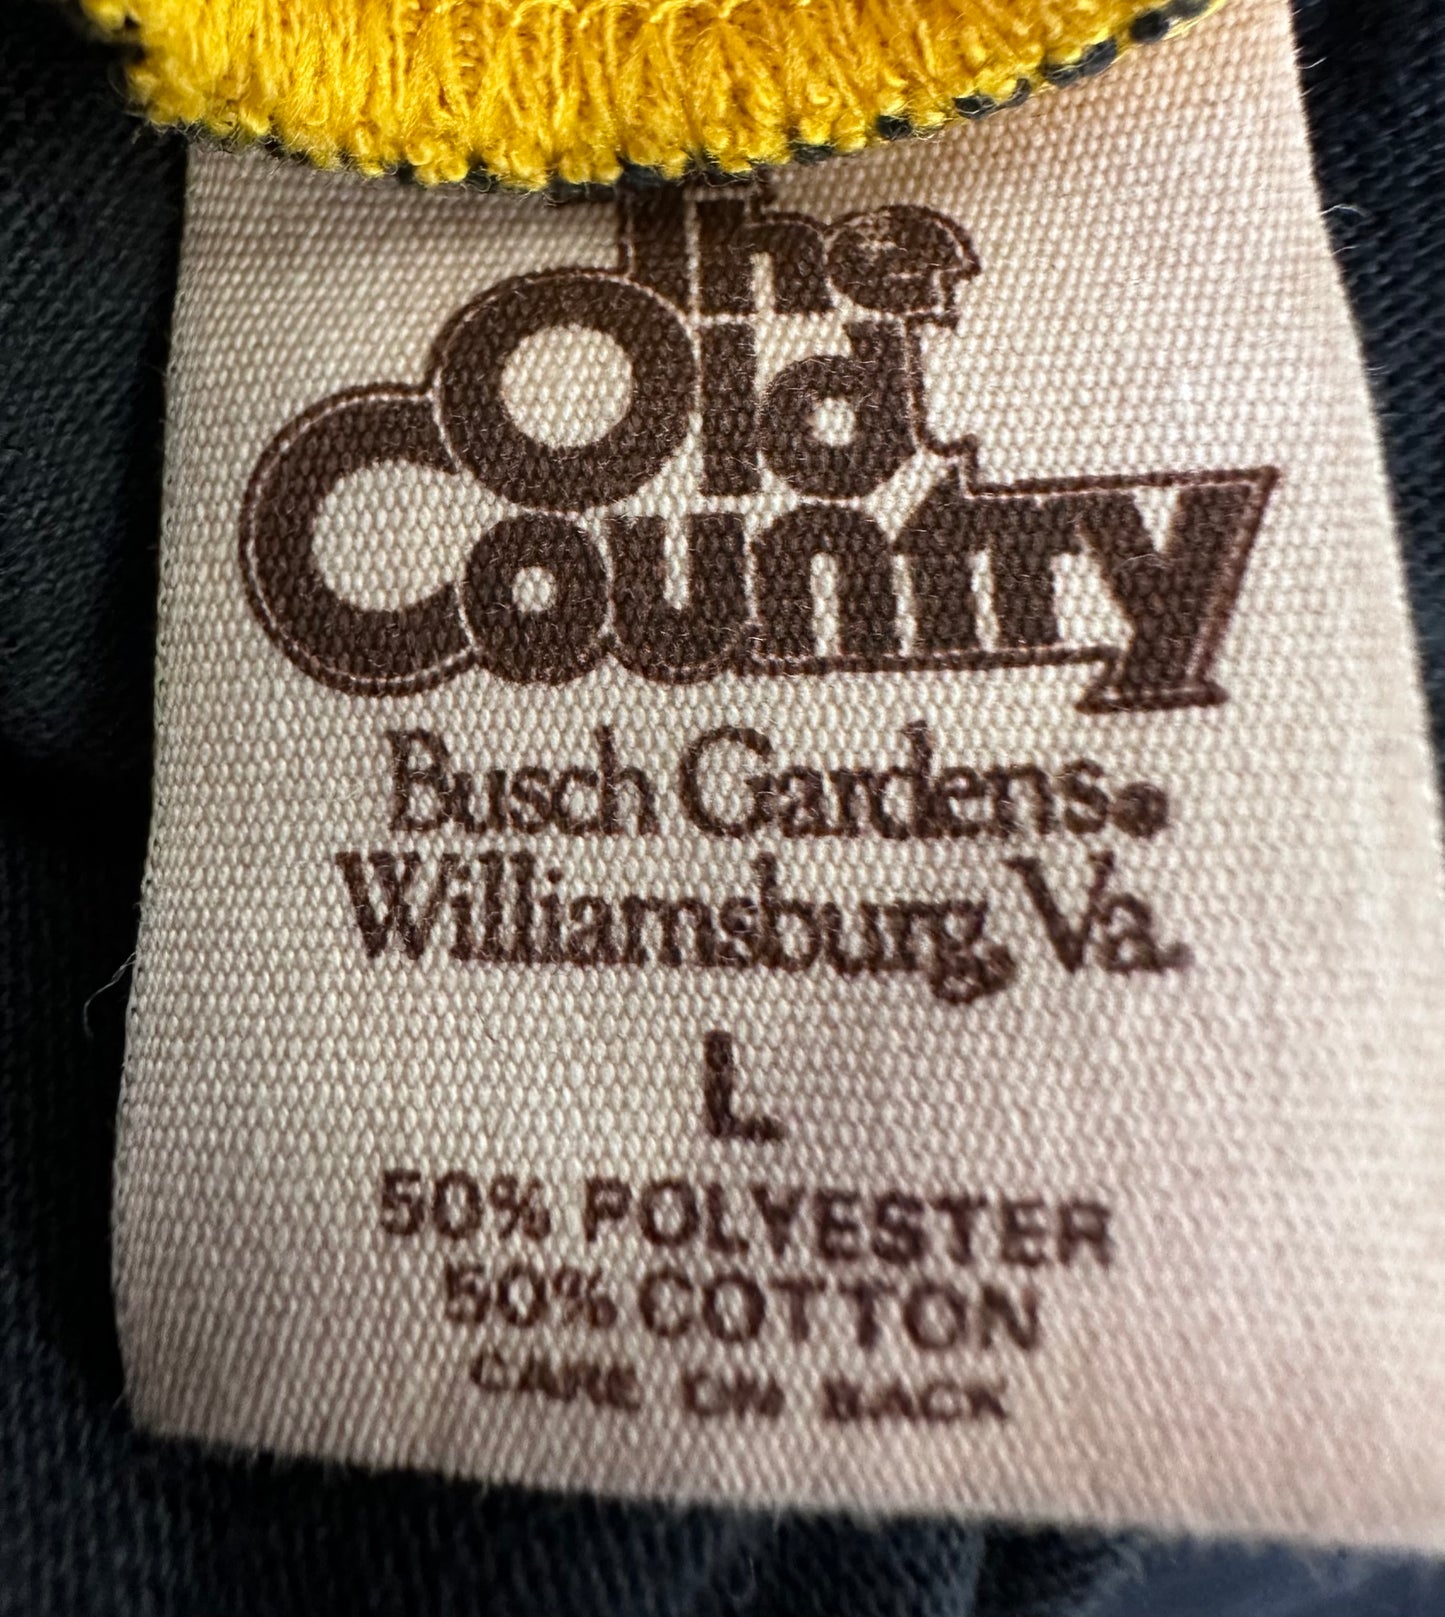 The
Old
Country
Busch Gardens®
Williamsburg, Va.
L
50% POLYESTER
50% COTTON
CARE ON BACK